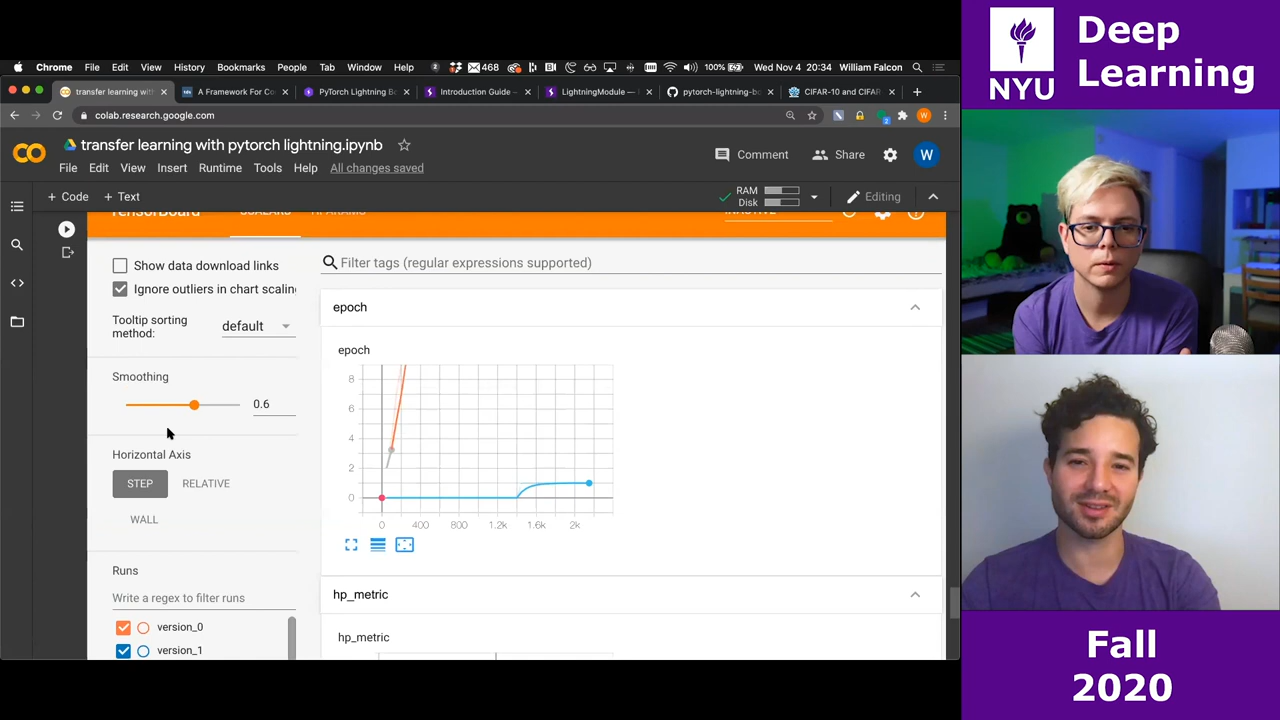 Chrome File Edit View History Bookmarks People Tab Window Help 468 100% Wed Nov 4 20:34 William Falcon
transfer learning with A Framework For Co PyTorch Lightning B Introduction Guide — LightningModule — pytorch-lightning-bo CIFAR-10 and CIFAR
colab.research.google.com
transfer learning with pytorch lightning.ipynb
Comment Share W
File Edit View Insert Runtime Tools Help All changes saved
+ Code + Text RAM Disk Editing
TensorBoard SCALARS HPARAMS INACTIVE
Show data download links
Filter tags (regular expressions supported)
Ignore outliers in chart scaling
Tooltip sorting
method:
default
Smoothing
0.6
Horizontal Axis
STEP RELATIVE
WALL
Runs
Write a regex to filter runs
version_0
version_1
epoch
epoch
8
6
4
2
0
0 400 800 1.2k 1.6k 2k
hp_metric
hp_metric
NYU
Deep
Learning
Fall
2020